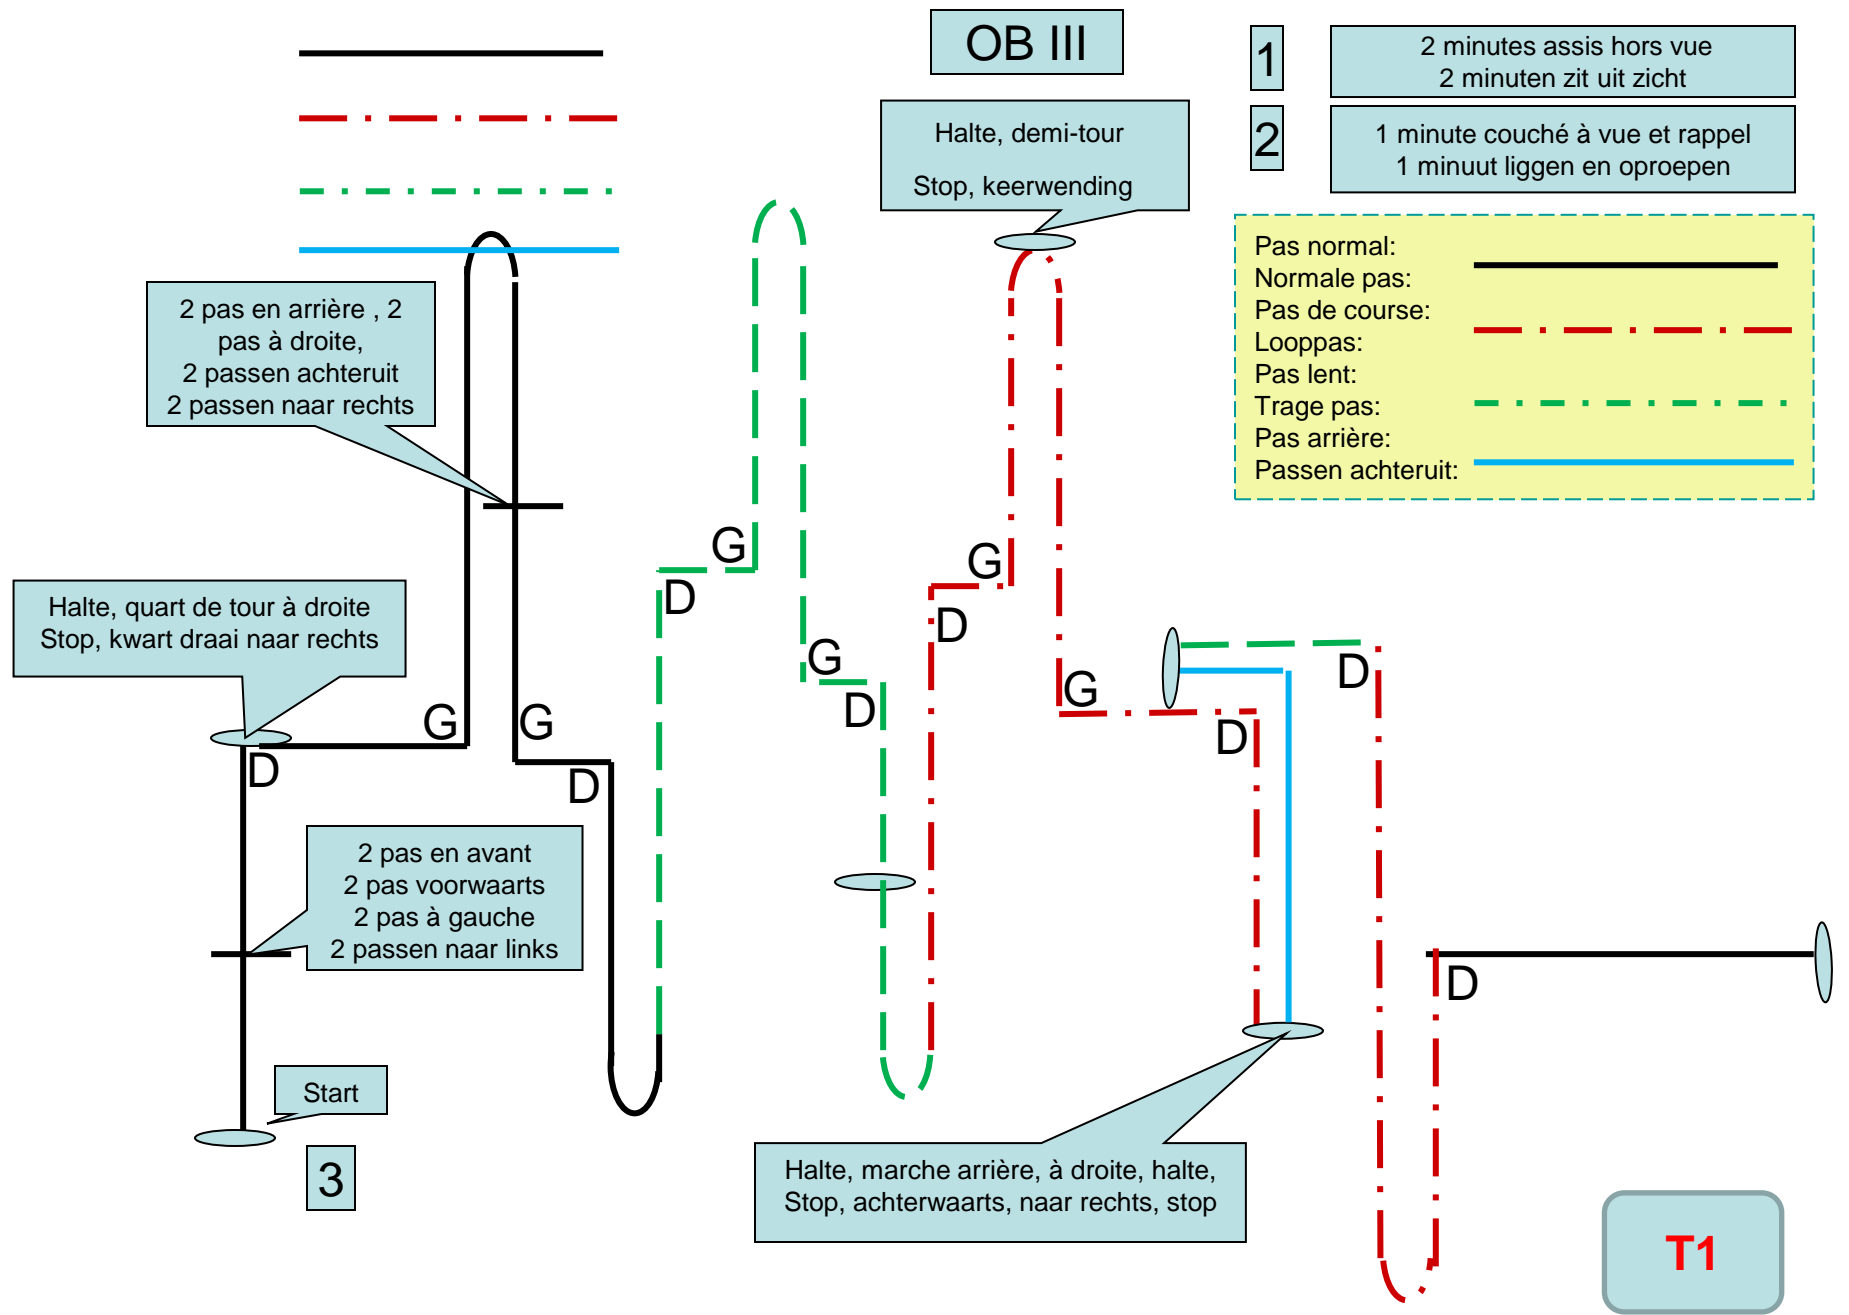 OB III
1
2 minutes assis hors vue
2 minuten zit uit zicht
2
1 minute couché à vue et rappel
1 minuut liggen en oproepen
Halte, demi-tour
Stop, keerwending
Pas normal:
Normale pas:
Pas de course:
Looppas:
Pas lent:
Trage pas:
Pas arrière:
Passen achteruit:
2 pas en arrière , 2
pas à droite,
2 passen achteruit
2 passen naar rechts
Halte, quart de tour à droite
Stop, kwart draai naar rechts
D
G
G
D
D
G
G
D
D
G
G
D
D
D
2 pas en avant
2 pas voorwaarts
2 pas à gauche
2 passen naar links
Start
3
Halte, marche arrière, à droite, halte,
Stop, achterwaarts, naar rechts, stop
T1